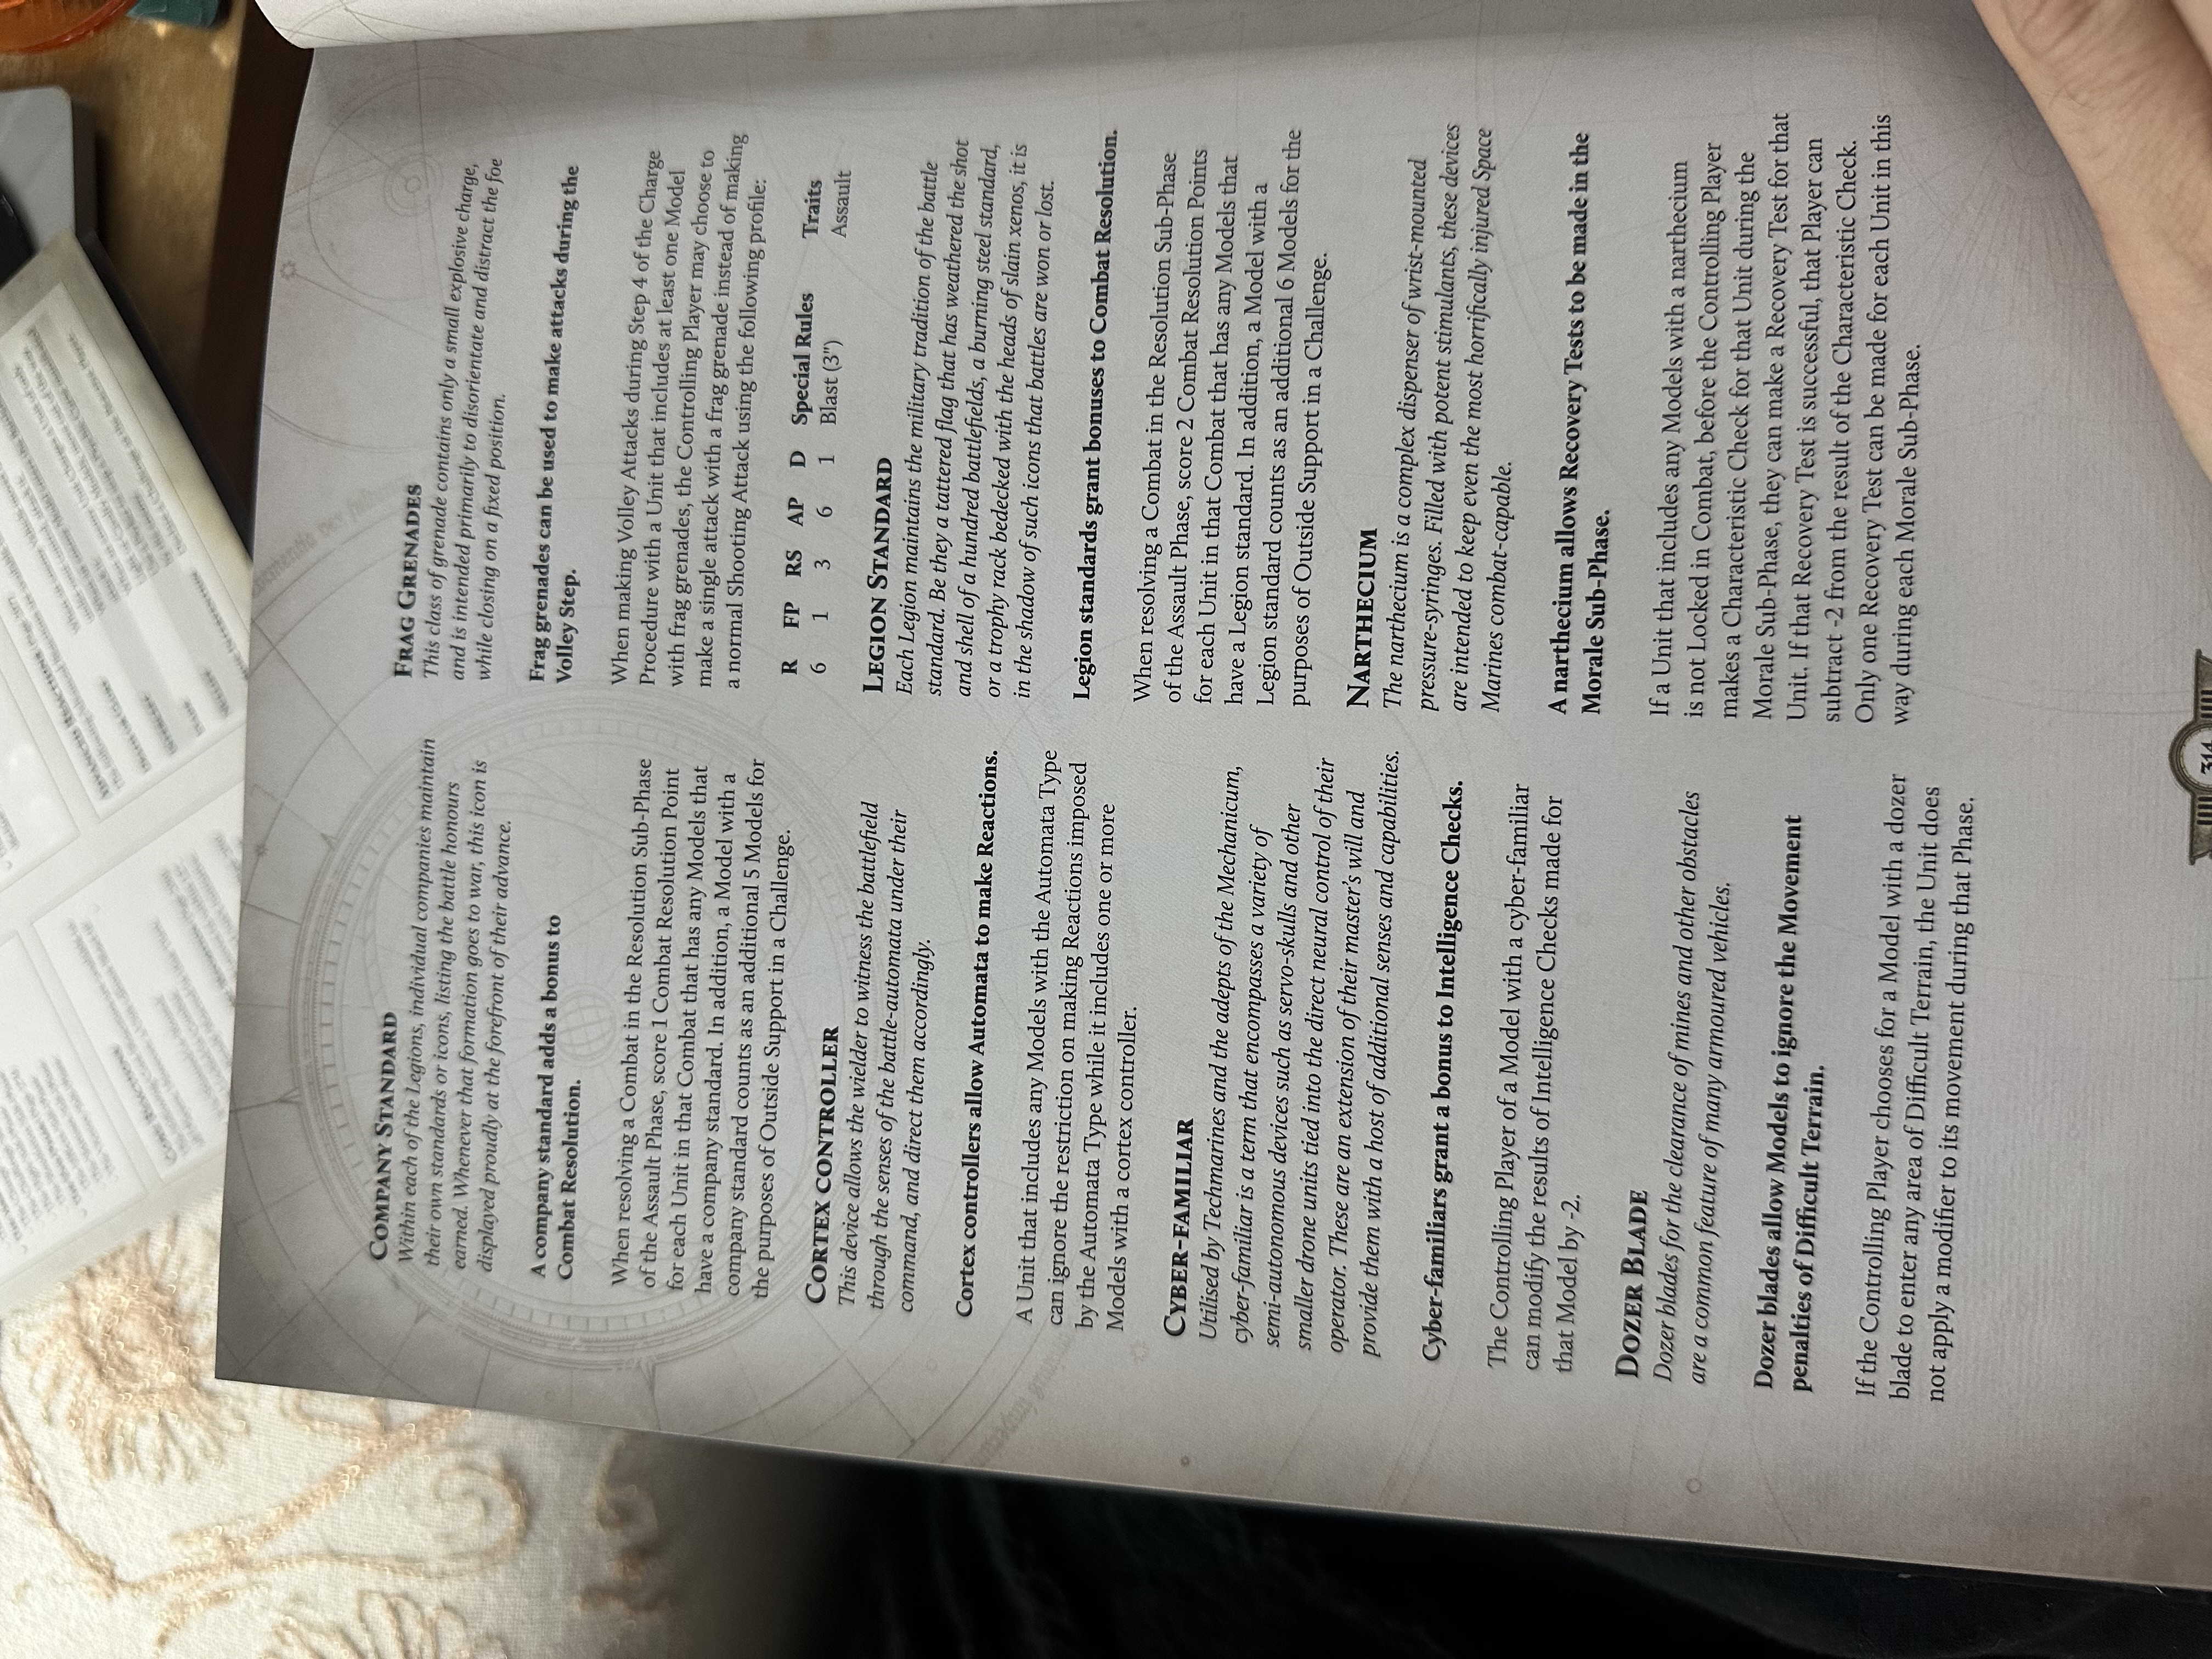 ADVANCED REACTIONS
CORE REACTIONS
COMPANY STANDARD
Within each of the Legions, individual companies maintain
their own standards or icons, listing the battle honours
earned. Whenever that formation goes to war, this icon is
displayed proudly at the forefront of their advance.
A company standard adds a bonus to
Combat Resolution.
When resolving a Combat in the Resolution Sub-Phase
of the Assault Phase, score 1 Combat Resolution Point
for each Unit in that Combat that has any Models that
have a company standard. In addition, a Model with a
company standard counts as an additional 5 Models for
the purposes of Outside Support in a Challenge.
CORTEX CONTROLLER
This device allows the wielder to witness the battlefield
through the senses of the battle-automata under their
command, and direct them accordingly.
Cortex controllers allow Automata to make Reactions.
A Unit that includes any Models with the Automata Type
can ignore the restriction on making Reactions imposed
by the Automata Type while it includes one or more
Models with a cortex controller.
CYBER-FAMILIAR
Utilised by Techmarines and the adepts of the Mechanicum,
cyber-familiar is a term that encompasses a variety of
semi-autonomous devices such as servo-skulls and other
smaller drone units tied into the direct neural control of their
operator. These are an extension of their master's will and
provide them with a host of additional senses and capabilities.
Cyber-familiars grant a bonus to Intelligence Checks.
The Controlling Player of a Model with a cyber-familiar
can modify the results of Intelligence Checks made for
that Model by -2.
DOZER BLADE
Dozer blades for the clearance of mines and other obstacles
are a common feature of many armoured vehicles.
Dozer blades allow Models to ignore the Movement
penalties of Difficult Terrain.
If the Controlling Player chooses for a Model with a dozer
blade to enter any area of Difficult Terrain, the Unit does
not apply a modifier to its movement during that Phase.
FRAG GRENADES
This class of grenade contains only a small explosive charge,
and is intended primarily to disorientate and distract the foe
while closing on a fixed position.
Frag grenades can be used to make attacks during the
Volley Step.
When making Volley Attacks during Step 4 of the Charge
Procedure with a Unit that includes at least one Model
with frag grenades, the Controlling Player may choose to
make a single attack with a frag grenade instead of making
a normal Shooting Attack using the following profile:
R FP RS AP D Special Rules Traits
6 1 3 6 1 Blast (3") Assault
LEGION STANDARD
Each Legion maintains the military tradition of the battle
standard. Be they a tattered flag that has weathered the shot
and shell of a hundred battlefields, a burning steel standard,
or a trophy rack bedecked with the heads of slain xenos, it is
in the shadow of such icons that battles are won or lost.
Legion standards grant bonuses to Combat Resolution.
When resolving a Combat in the Resolution Sub-Phase
of the Assault Phase, score 2 Combat Resolution Points
for each Unit in that Combat that has any Models that
have a Legion standard. In addition, a Model with a
Legion standard counts as an additional 6 Models for the
purposes of Outside Support in a Challenge.
NARTHECIUM
The narthecium is a complex dispenser of wrist-mounted
pressure-syringes. Filled with potent stimulants, these devices
are intended to keep even the most horrifically injured Space
Marines combat-capable.
A narthecium allows Recovery Tests to be made in the
Morale Sub-Phase.
If a Unit that includes any Models with a narthecium
is not Locked in Combat, before the Controlling Player
makes a Characteristic Check for that Unit during the
Morale Sub-Phase, they can make a Recovery Test for that
Unit. If that Recovery Test is successful, that Player can
subtract -2 from the result of the Characteristic Check.
Only one Recovery Test can be made for each Unit in this
way during each Morale Sub-Phase.
314